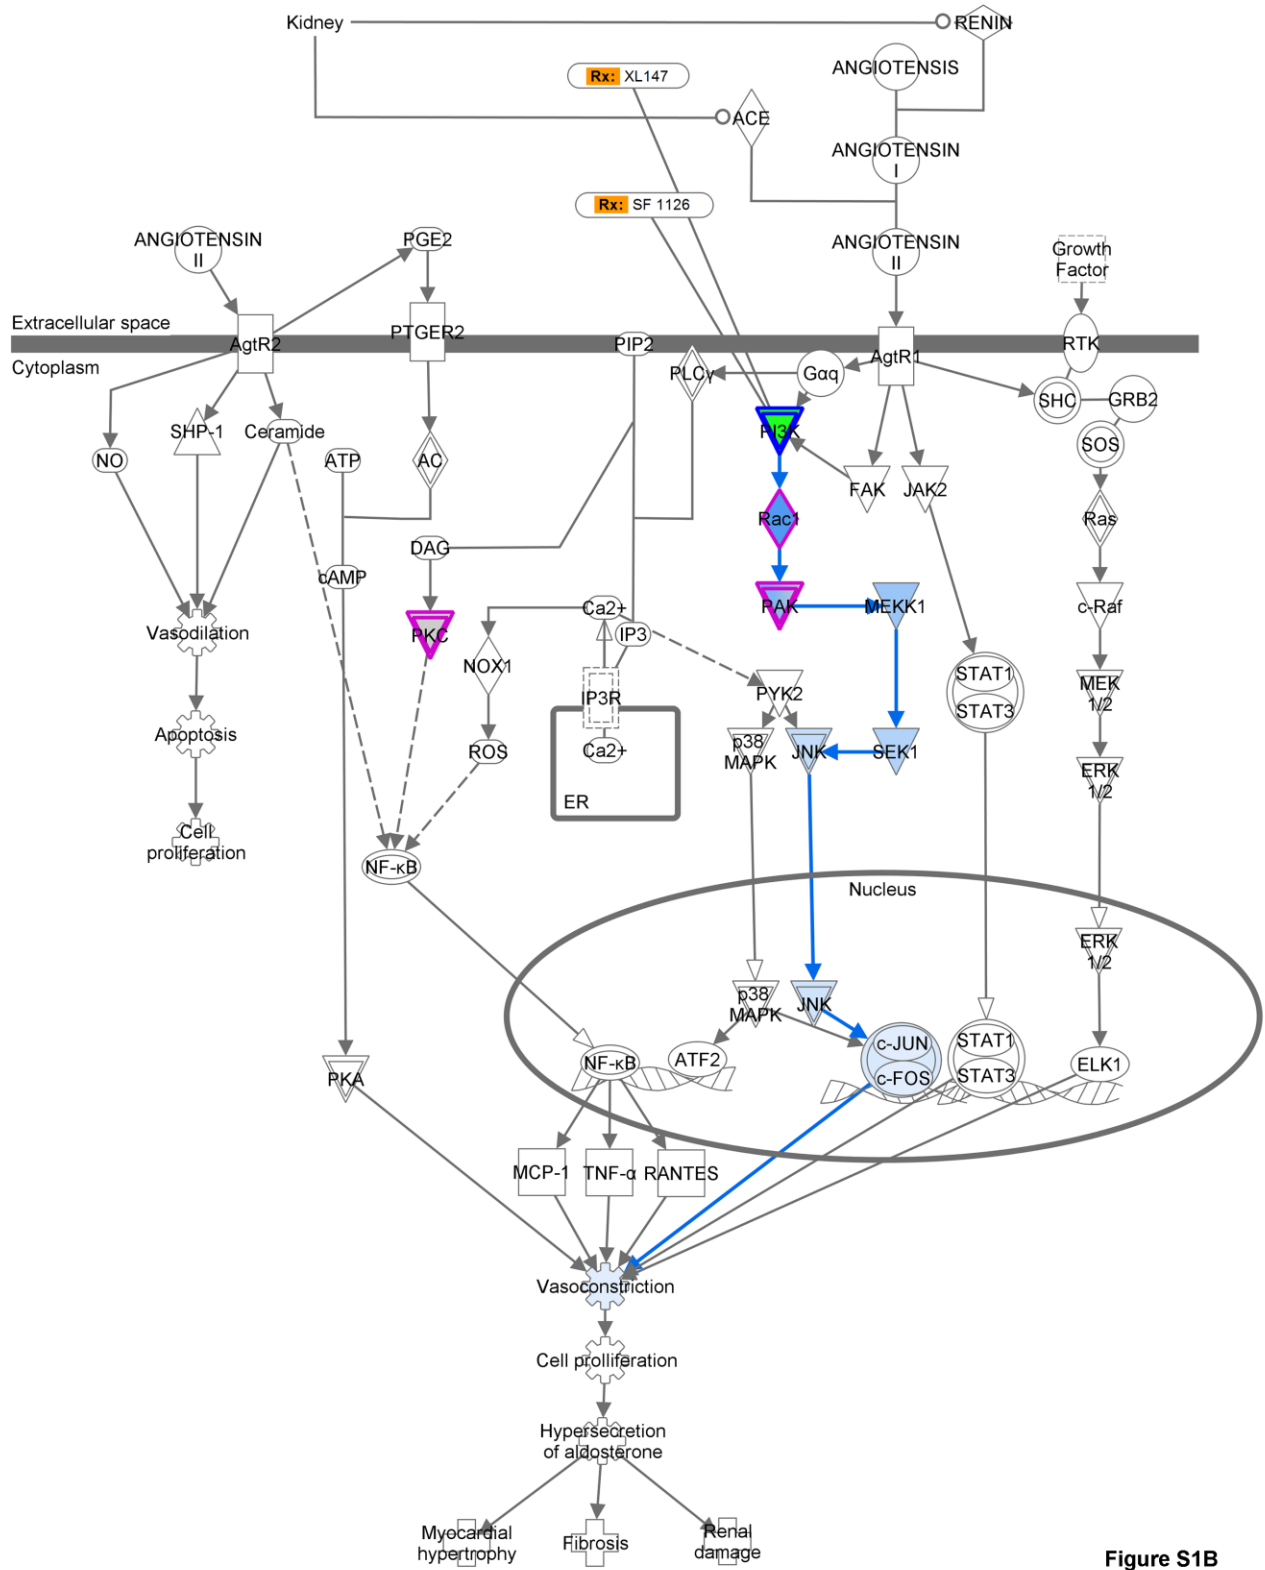 Kidney
RENIN
Rx: XL147
ANGIOTENSIS
ACE
ANGIOTENSIN
I
Rx: SF 1126
ANGIOTENSIN
II
PGE2
ANGIOTENSIN
II
Growth
Factor
Extracellular space
PTGER2
AgtR2
PIP2
AgtR1
RTK
Cytoplasm
PLCγ
Gαq
SHC
GRB2
SHP-1
Ceramide
PI3K
SOS
NO
ATP
AC
FAK
JAK2
Rac1
Ras
DAG
cAMP
PAK
MEKK1
c-Raf
Ca2+
Vasodilation
PKC
IP3
NOX1
STAT1
STAT3
IP3R
PYK2
MEK
1/2
Apoptosis
ROS
Ca2+
p38
MAPK
JNK
SEK1
ERK
1/2
ER
Cell
proliferation
NF-κB
Nucleus
ERK
1/2
p38
MAPK
JNK
c-JUN
c-FOS
STAT1
STAT3
NF-κB
ATF2
ELK1
PKA
MCP-1
TNF-α
RANTES
Vasoconstriction
Cell prolliferation
Hypersecretion
of aldosterone
Myocardial
hypertrophy
Fibrosis
Renal
damage
Figure S1B